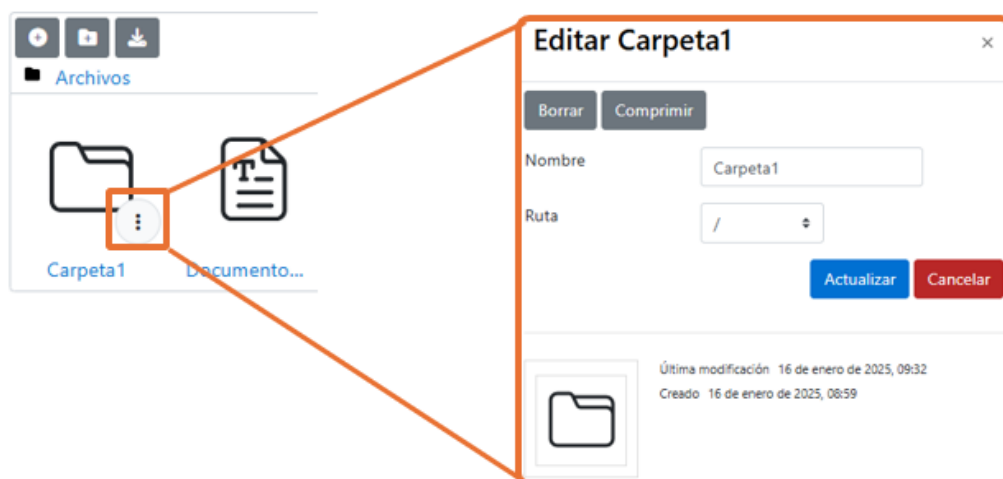 Archivos
Carpeta1
Documento...
Editar Carpeta1
×
Borrar
Comprimir
Nombre
Carpeta1
Ruta
/
Actualizar
Cancelar
Última modificación 16 de enero de 2025, 09:32
Creado 16 de enero de 2025, 08:59